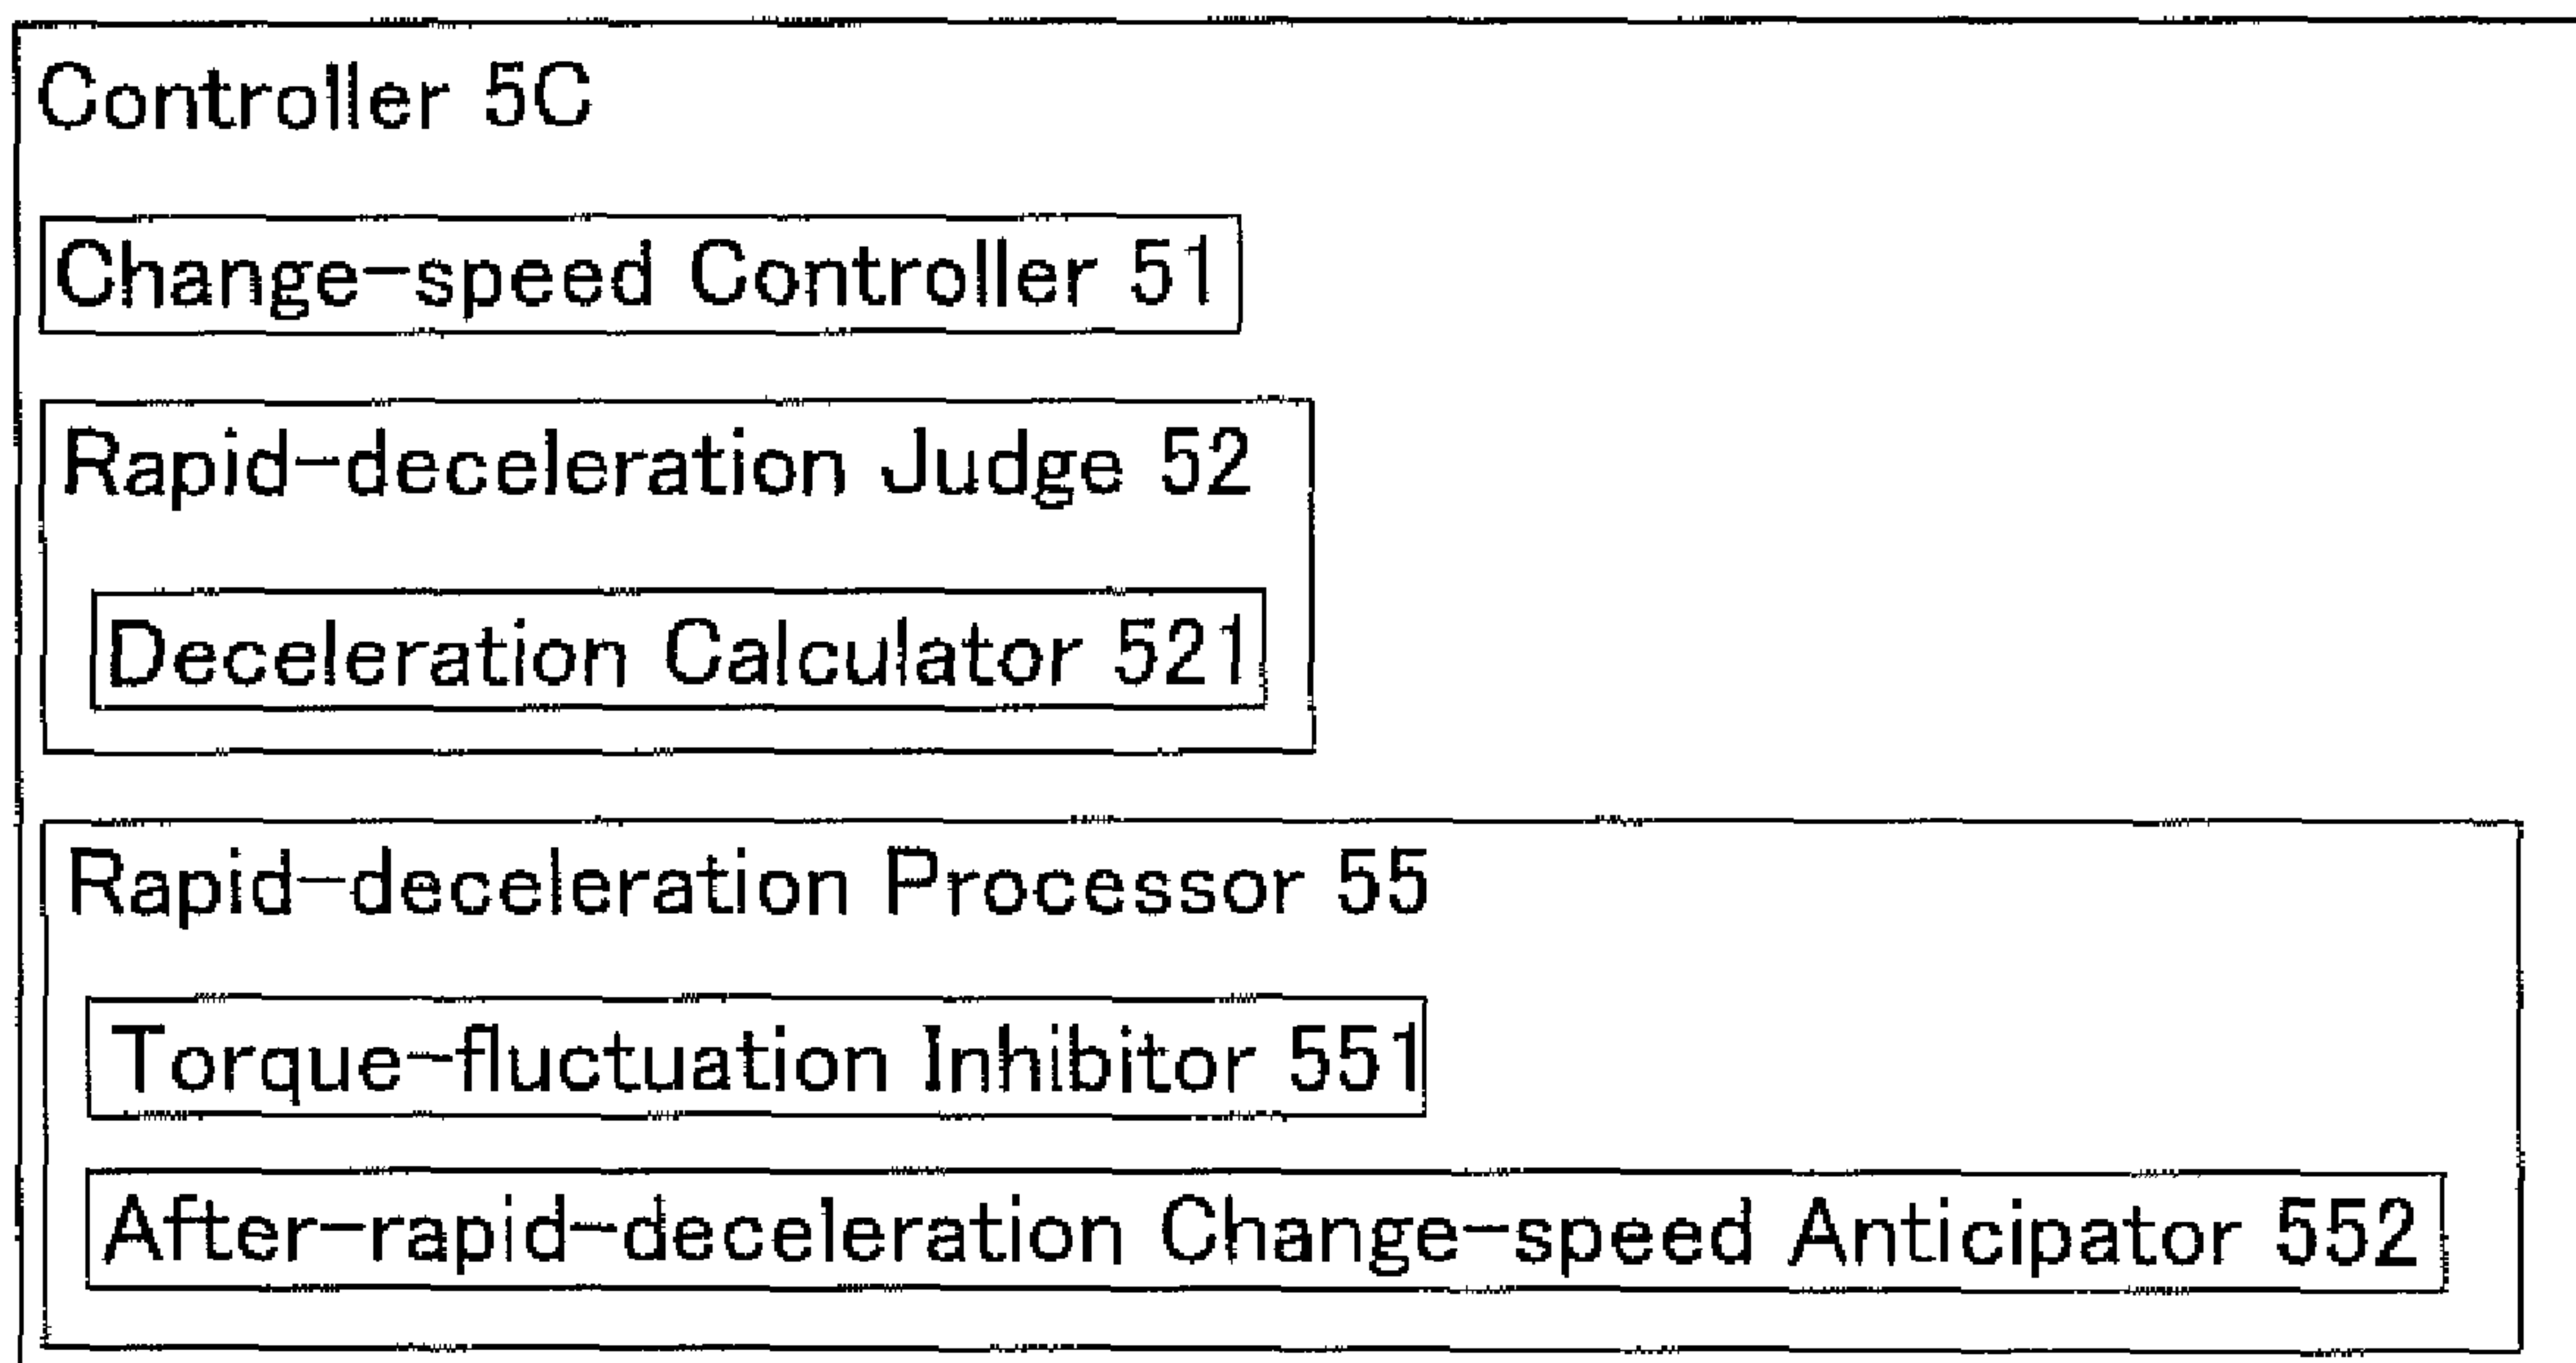 Controller 5C
Change-speed Controller 51
Rapid-deceleration Judge 52
Deceleration Calculator 521
Rapid-deceleration Processor 55
Torque-fluctuation Inhibitor 551
After-rapid-deceleration Change-speed Anticipator 552